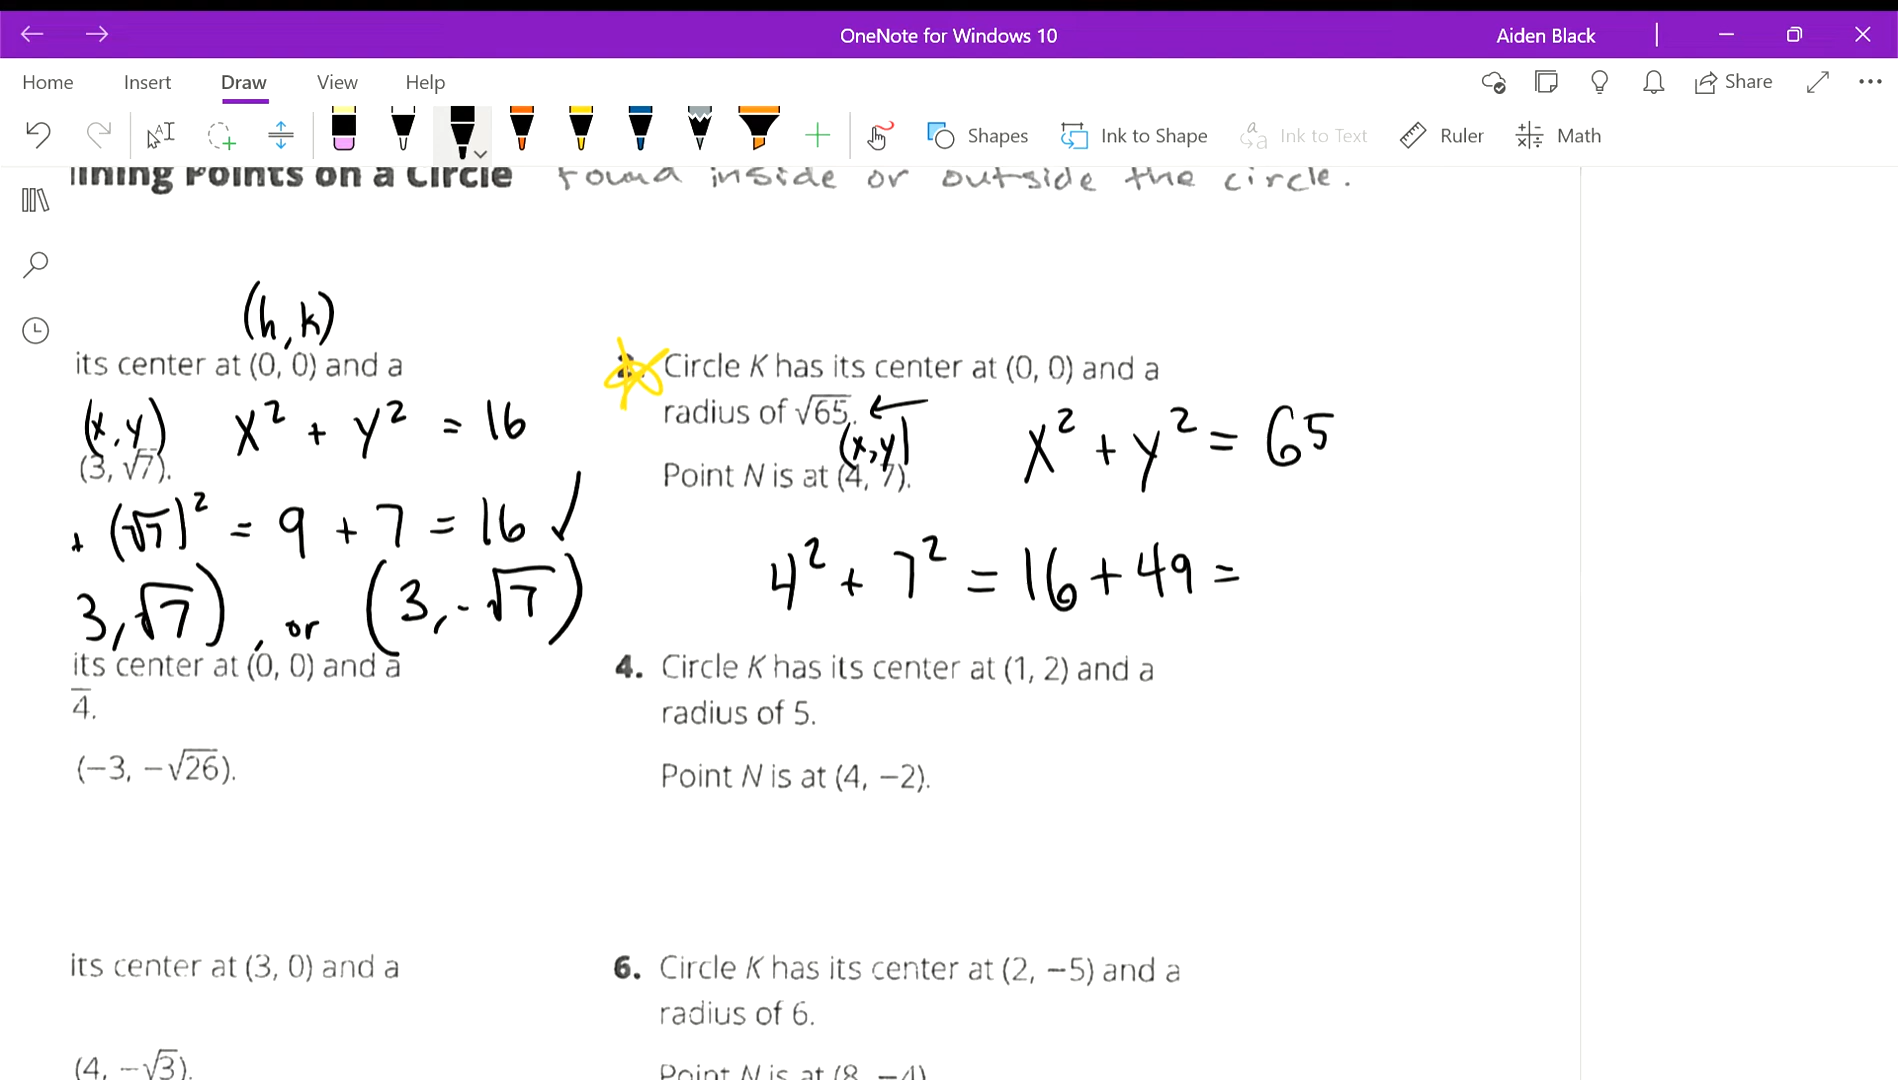 OneNote for Windows 10
Aiden Black
Home Insert Draw View Help
Share
Shapes Ink to Shape Ink to Text Ruler Math
ining Points on a Circle found inside or outside the circle.
(h, k)
its center at (0, 0) and a
(x, y) x² + y² = 16
(3, √7).
+ (√7)² = 9 + 7 = 16 ✓
3, √7), or (3, -√7)
2. Circle K has its center at (0, 0) and a
radius of √65. ←
(x, y) x² + y² = 65
Point N is at (4, 7).
4² + 7² = 16 + 49 =
its center at (0, 0) and a
4.
(−3, −√26).
4. Circle K has its center at (1, 2) and a
radius of 5.
Point N is at (4, −2).
its center at (3, 0) and a
(4, −√3).
6. Circle K has its center at (2, −5) and a
radius of 6.
Point N is at (8, −4)